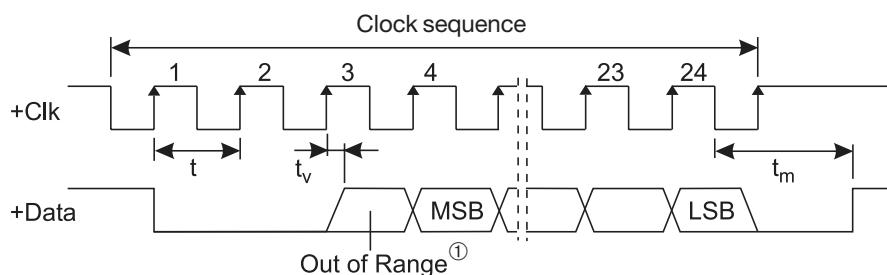 Clock sequence
1 2 3 4 23 24
+Clk
t tv tm
+Data MSB LSB
Out of Range①